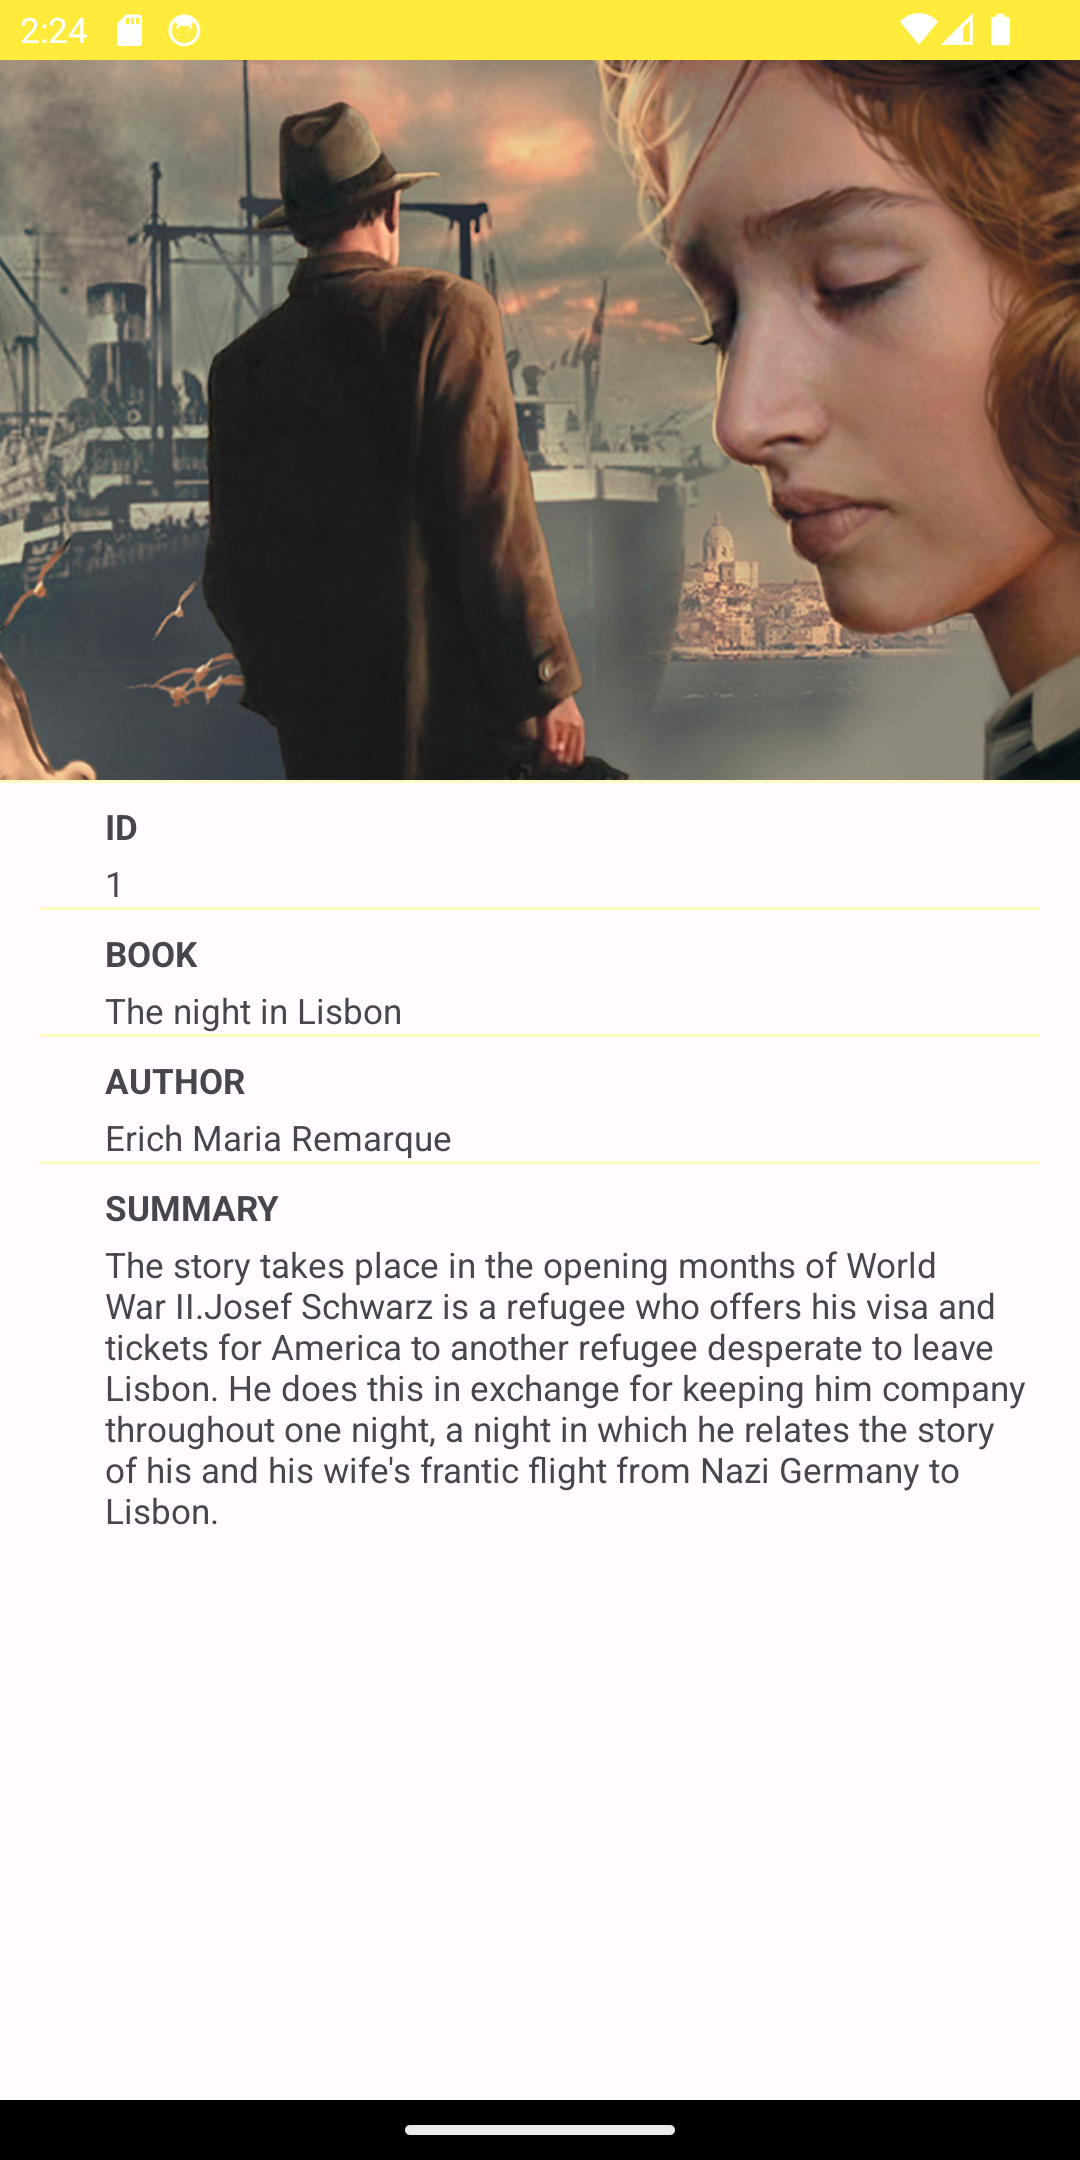 2:24
ID
1
BOOK
The night in Lisbon
AUTHOR
Erich Maria Remarque
SUMMARY
The story takes place in the opening months of World
War II.Josef Schwarz is a refugee who offers his visa and
tickets for America to another refugee desperate to leave
Lisbon. He does this in exchange for keeping him company
throughout one night, a night in which he relates the story
of his and his wife's frantic flight from Nazi Germany to
Lisbon.